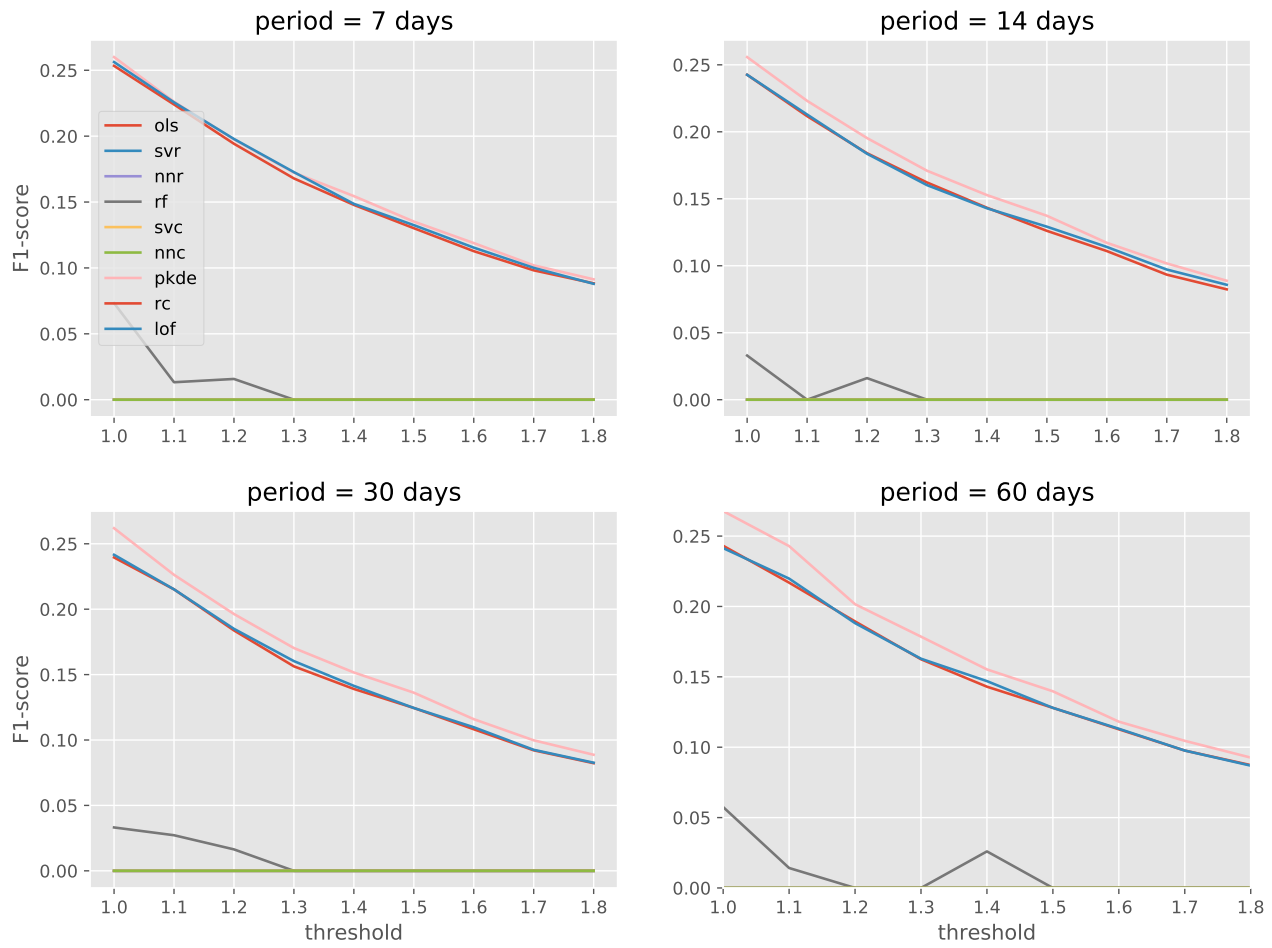 period = 7 days
period = 14 days
F1-score
0.25
0.20
0.15
0.10
0.05
0.00
ols
svr
nnr
rf
svc
nnc
pkde
rc
lof
1.0 1.1 1.2 1.3 1.4 1.5 1.6 1.7 1.8
0.25
0.20
0.15
0.10
0.05
0.00
1.0 1.1 1.2 1.3 1.4 1.5 1.6 1.7 1.8
period = 30 days
period = 60 days
F1-score
0.25
0.20
0.15
0.10
0.05
0.00
1.0 1.1 1.2 1.3 1.4 1.5 1.6 1.7 1.8
threshold
0.25
0.20
0.15
0.10
0.05
0.00
1.0 1.1 1.2 1.3 1.4 1.5 1.6 1.7 1.8
threshold